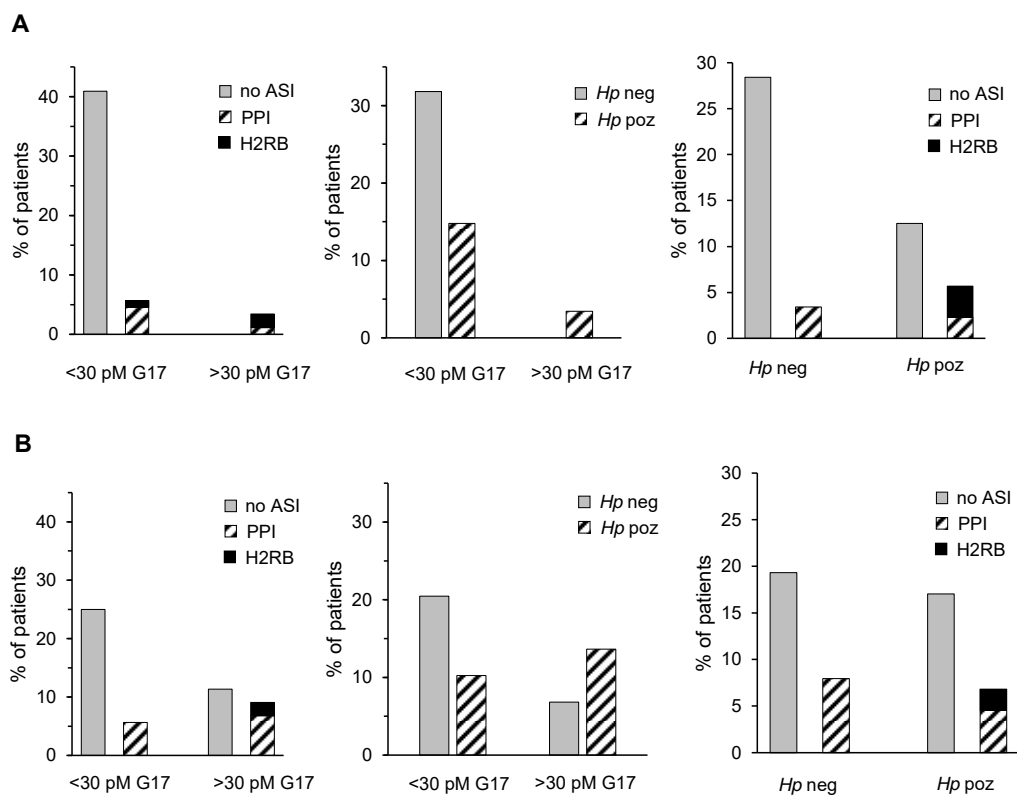 A
% of patients
40
30
20
10
0
no ASI
PPI
H2RB
<30 pM G17
>30 pM G17
% of patients
30
20
10
0
Hp neg
Hp poz
<30 pM G17
>30 pM G17
% of patients
30
25
20
15
10
5
0
no ASI
PPI
H2RB
Hp neg
Hp poz
B
% of patients
40
30
20
10
0
no ASI
PPI
H2RB
<30 pM G17
>30 pM G17
% of patients
30
20
10
0
Hp neg
Hp poz
<30 pM G17
>30 pM G17
% of patients
30
25
20
15
10
5
0
no ASI
PPI
H2RB
Hp neg
Hp poz